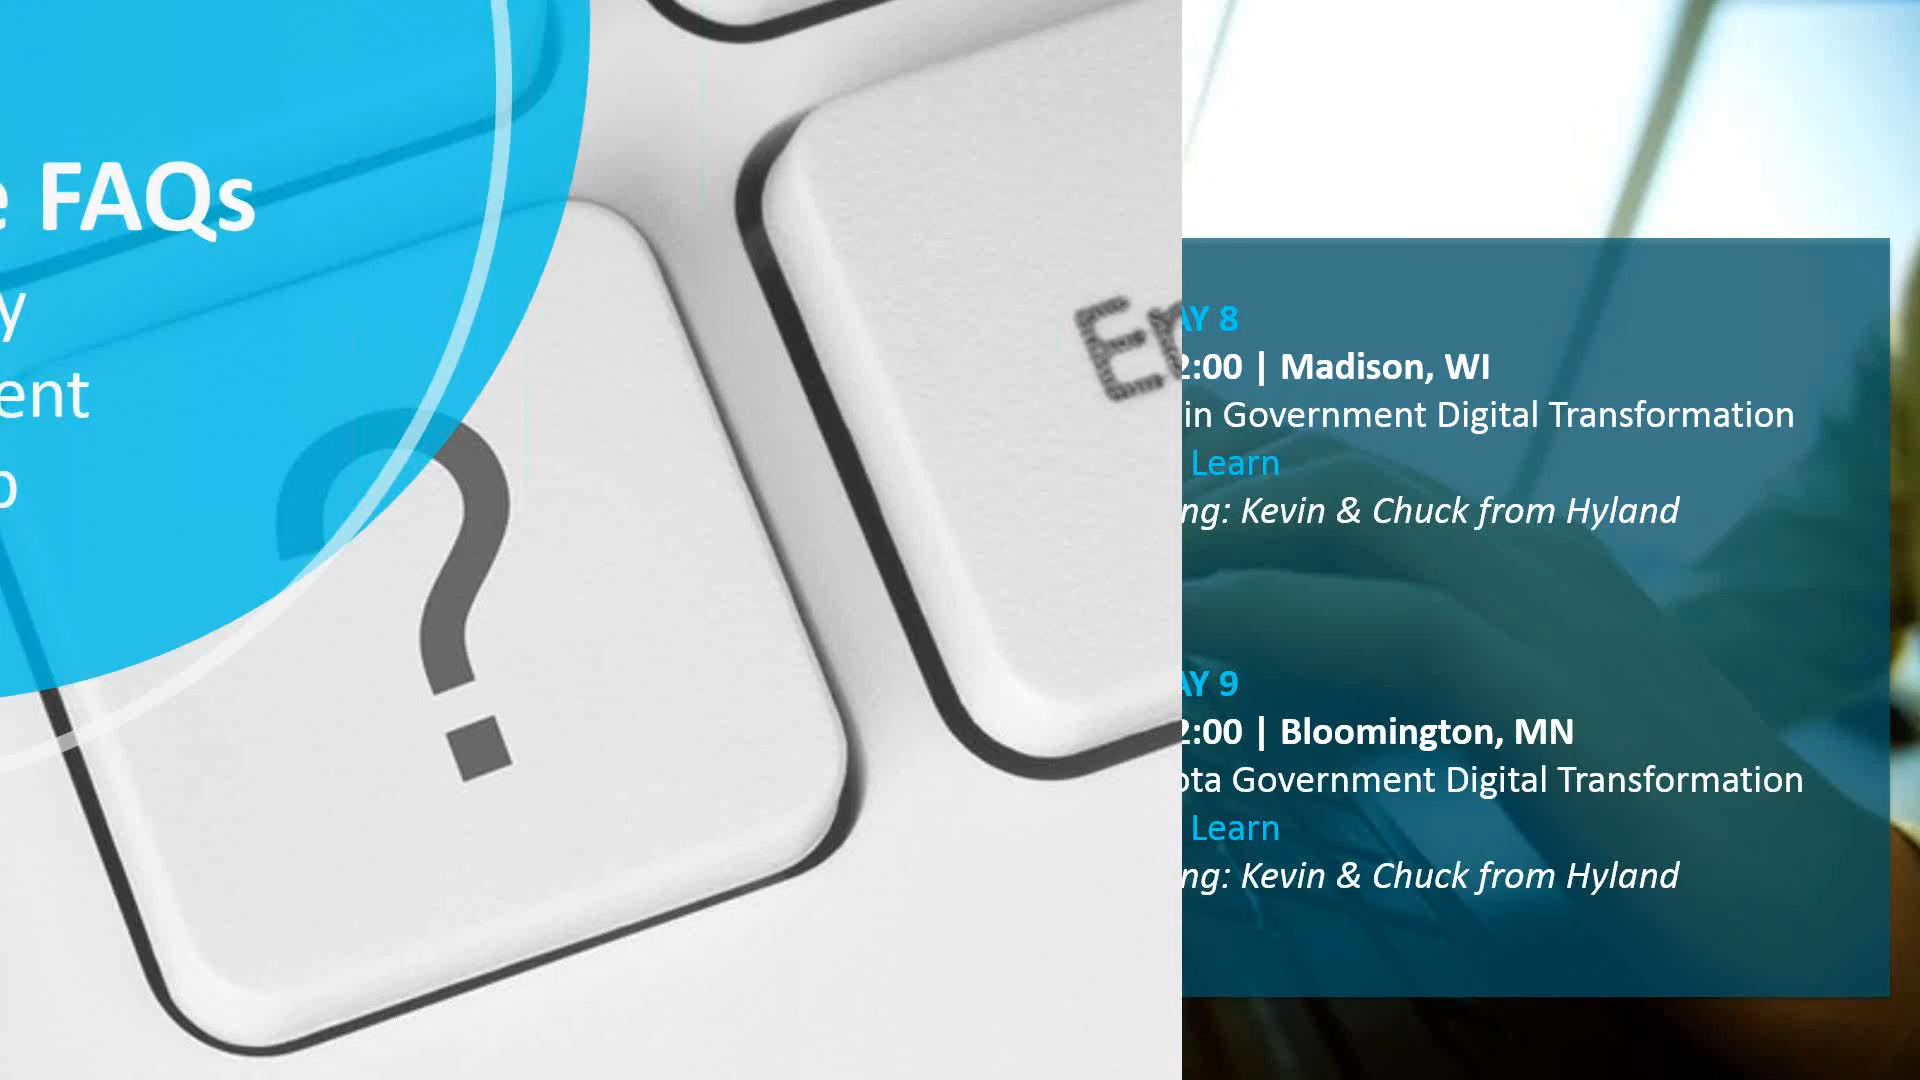 FAQs
?
AY 8
2:00 | Madison, WI
in Government Digital Transformation
Learn
ng: Kevin & Chuck from Hyland
AY 9
2:00 | Bloomington, MN
ota Government Digital Transformation
Learn
ng: Kevin & Chuck from Hyland